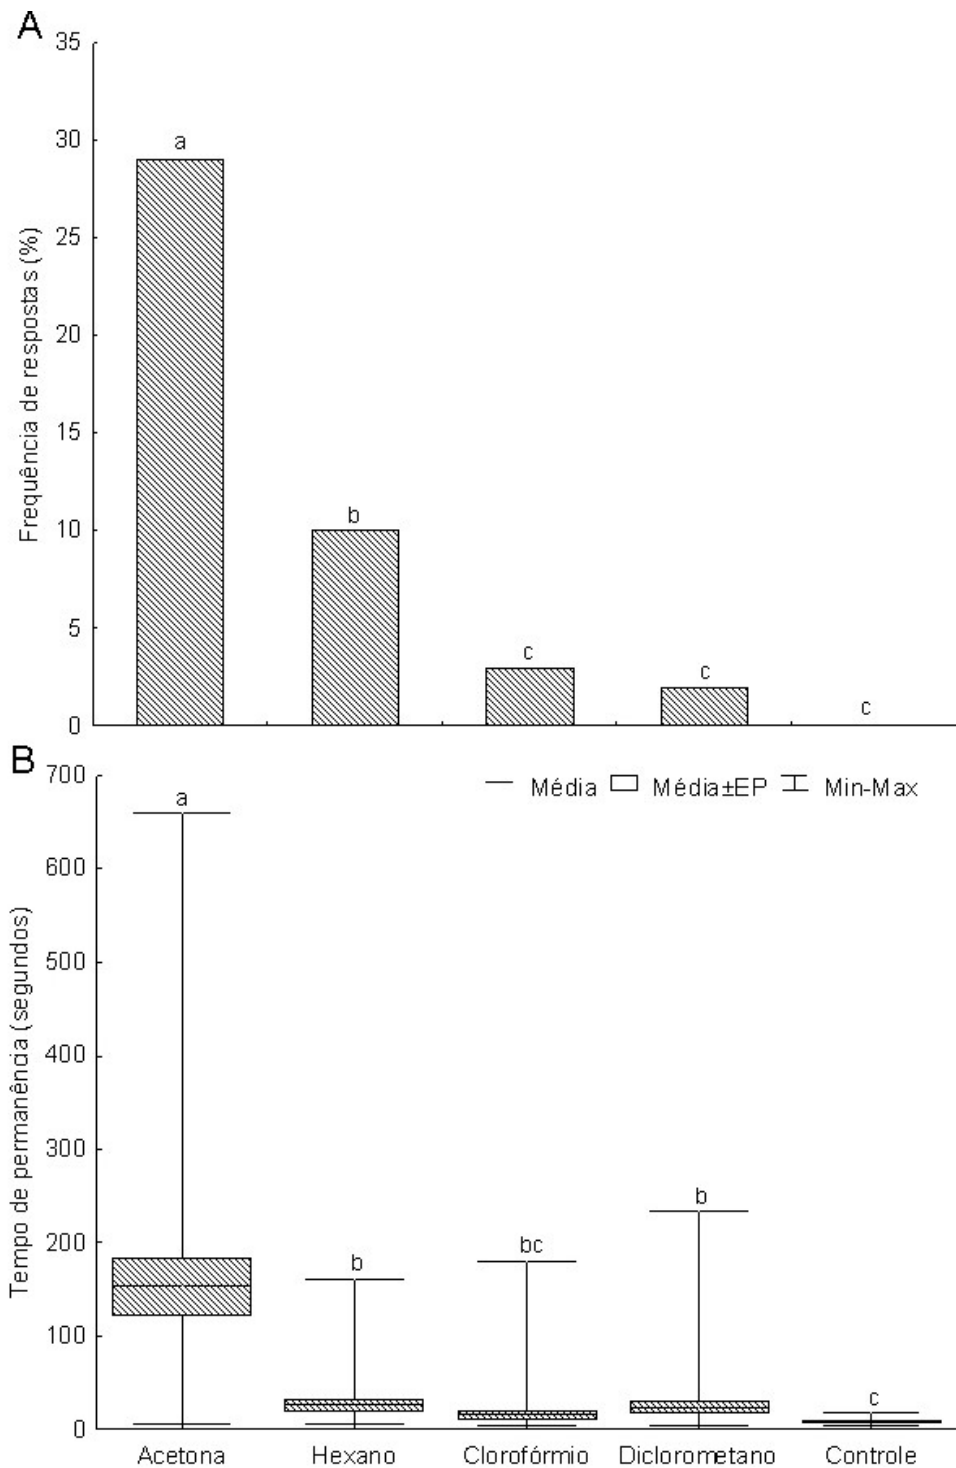 A
35
30
25
20
15
10
5
0
Frequência de respostas (%)
a
b
c
c
c
B
700
600
500
400
300
200
100
0
Tempo de permanência (segundos)
Média Média±EP Min-Max
a
b
bc
b
c
Acetona Hexano Clorofórmio Diclorometano Controle